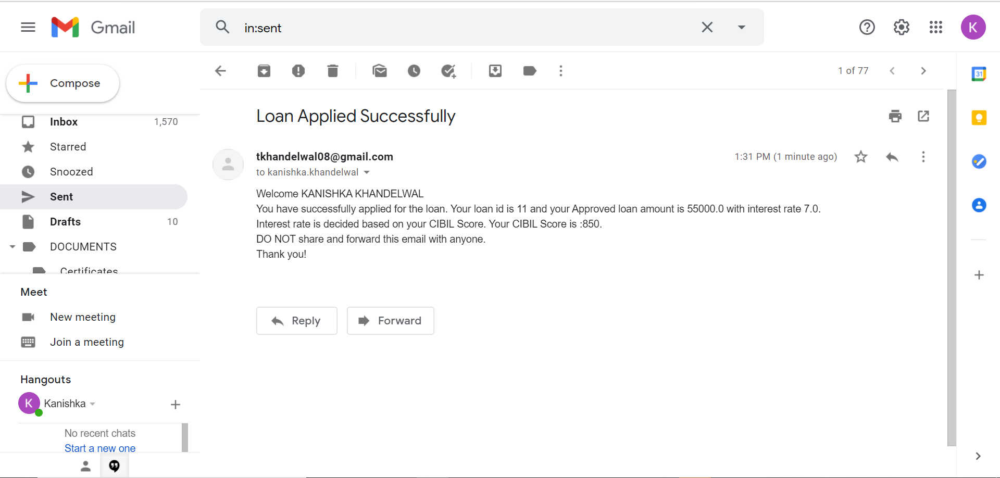 Gmail
in:sent
K
Compose
1 of 77
31
Inbox 1,570
Starred
Snoozed
Sent
Drafts 10
DOCUMENTS
Certificates
Meet
New meeting
Join a meeting
Hangouts
K Kanishka
No recent chats
Start a new one
Loan Applied Successfully
tkhandelwal08@gmail.com 1:31 PM (1 minute ago)
to kanishka.khandelwal
Welcome KANISHKA KHANDELWAL
You have successfully applied for the loan. Your loan id is 11 and your Approved loan amount is 55000.0 with interest rate 7.0.
Interest rate is decided based on your CIBIL Score. Your CIBIL Score is :850.
DO NOT share and forward this email with anyone.
Thank you!
Reply Forward